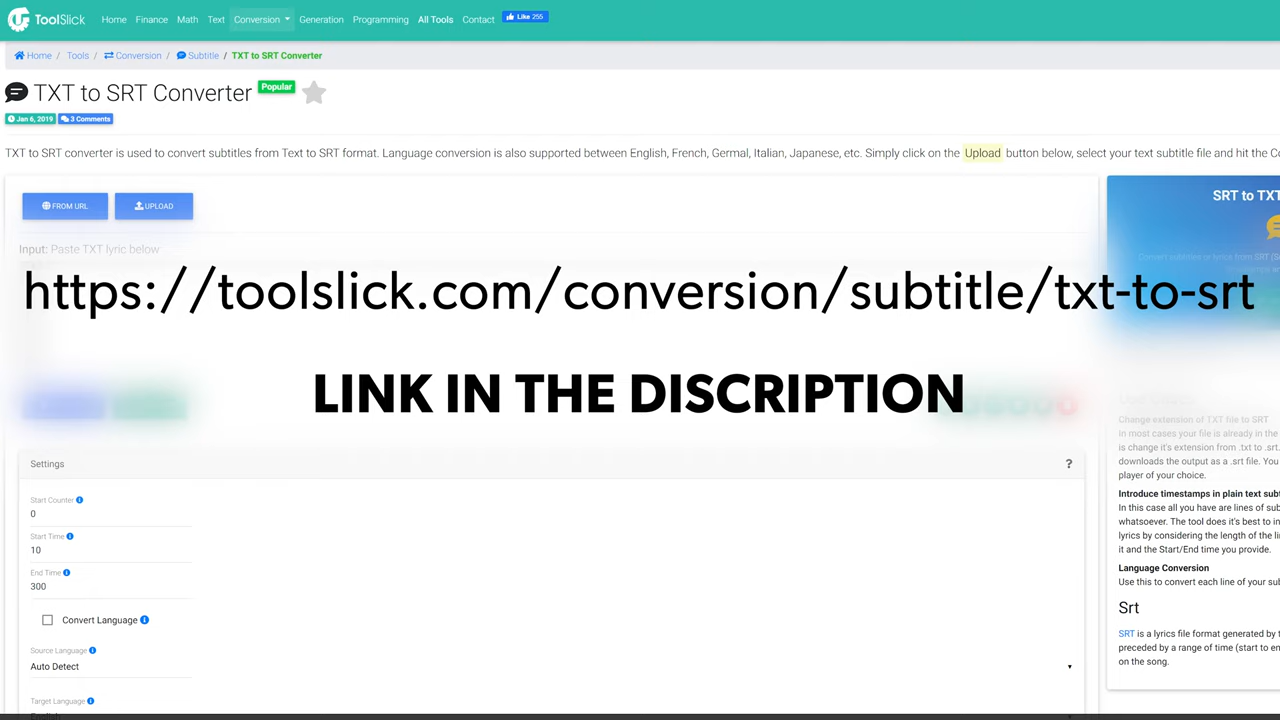 ToolSlick Home Finance Math Text Conversion Generation Programming All Tools Contact Like 255
Home / Tools / Conversion / Subtitle / TXT to SRT Converter
TXT to SRT Converter Popular
Jan 6, 2019 3 Comments
TXT to SRT converter is used to convert subtitles from Text to SRT format. Language conversion is also supported between English, French, Germal, Italian, Japanese, etc. Simply click on the Upload button below, select your text subtitle file and hit the Co
FROM URL UPLOAD
SRT to TXT
Input: Paste TXT lyric below
Convert subtitles or lyrics from SRT (S
https://toolslick.com/conversion/subtitle/txt-to-srt
LINK IN THE DISCRIPTION
Settings ?
Start Counter
0
Start Time
10
End Time
300
Convert Language
Source Language
Auto Detect
Target Language
English
Use Cases
Change extension of TXT file to SRT
In most cases your file is already in the
is change it's extension from .txt to .srt.
downloads the output as a .srt file. You
player of your choice.
Introduce timestamps in plain text subt
In this case all you have are lines of sub
whatsoever. The tool does it's best to in
lyrics by considering the length of the li
it and the Start/End time you provide.
Language Conversion
Use this to convert each line of your sub
Srt
SRT is a lyrics file format generated by t
preceded by a range of time (start to en
on the song.